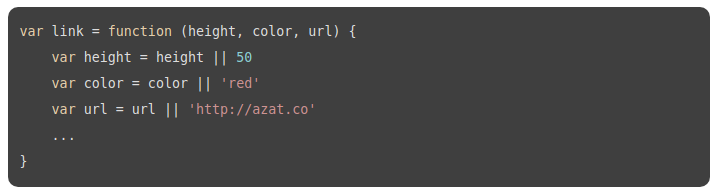 var link = function (height, color, url) {
    var height = height || 50
    var color = color || 'red'
    var url = url || 'http://azat.co'
    ...
}